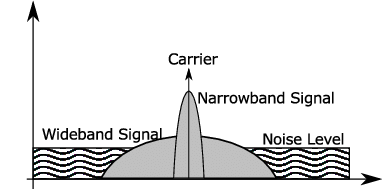 Carrier
Narrowband Signal
Wideband Signal
Noise Level